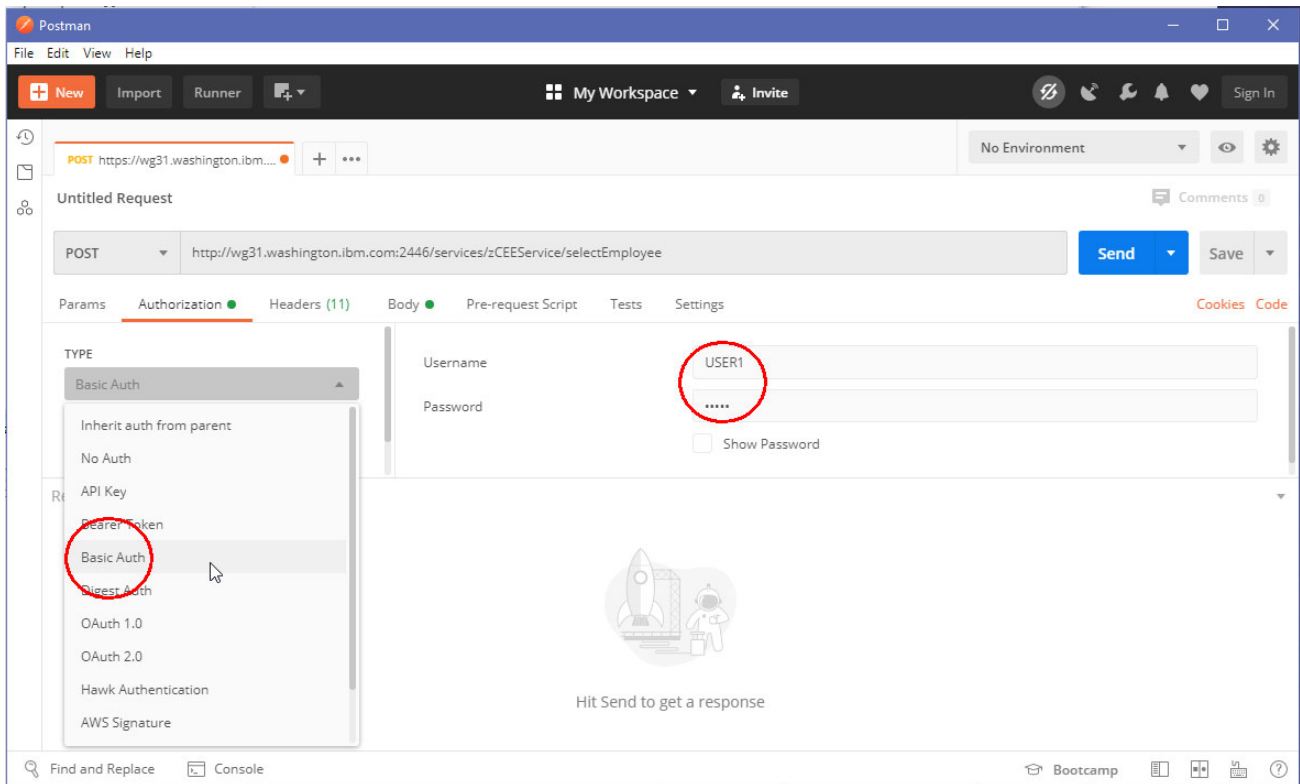 Postman
File Edit View Help
New Import Runner My Workspace Invite Sign In
POST https://wg31.washington.ibm.... No Environment
Untitled Request Comments 0
POST http://wg31.washington.ibm.com:2446/services/zCEEService/selectEmployee Send Save
Params Authorization Headers (11) Body Pre-request Script Tests Settings Cookies Code
TYPE
Username USER1
Basic Auth
Password •••••
Inherit auth from parent
Show Password
No Auth
API Key
Bearer Token
Basic Auth
Digest Auth
OAuth 1.0
OAuth 2.0
Hawk Authentication
Hit Send to get a response
AWS Signature
Find and Replace Console Bootcamp